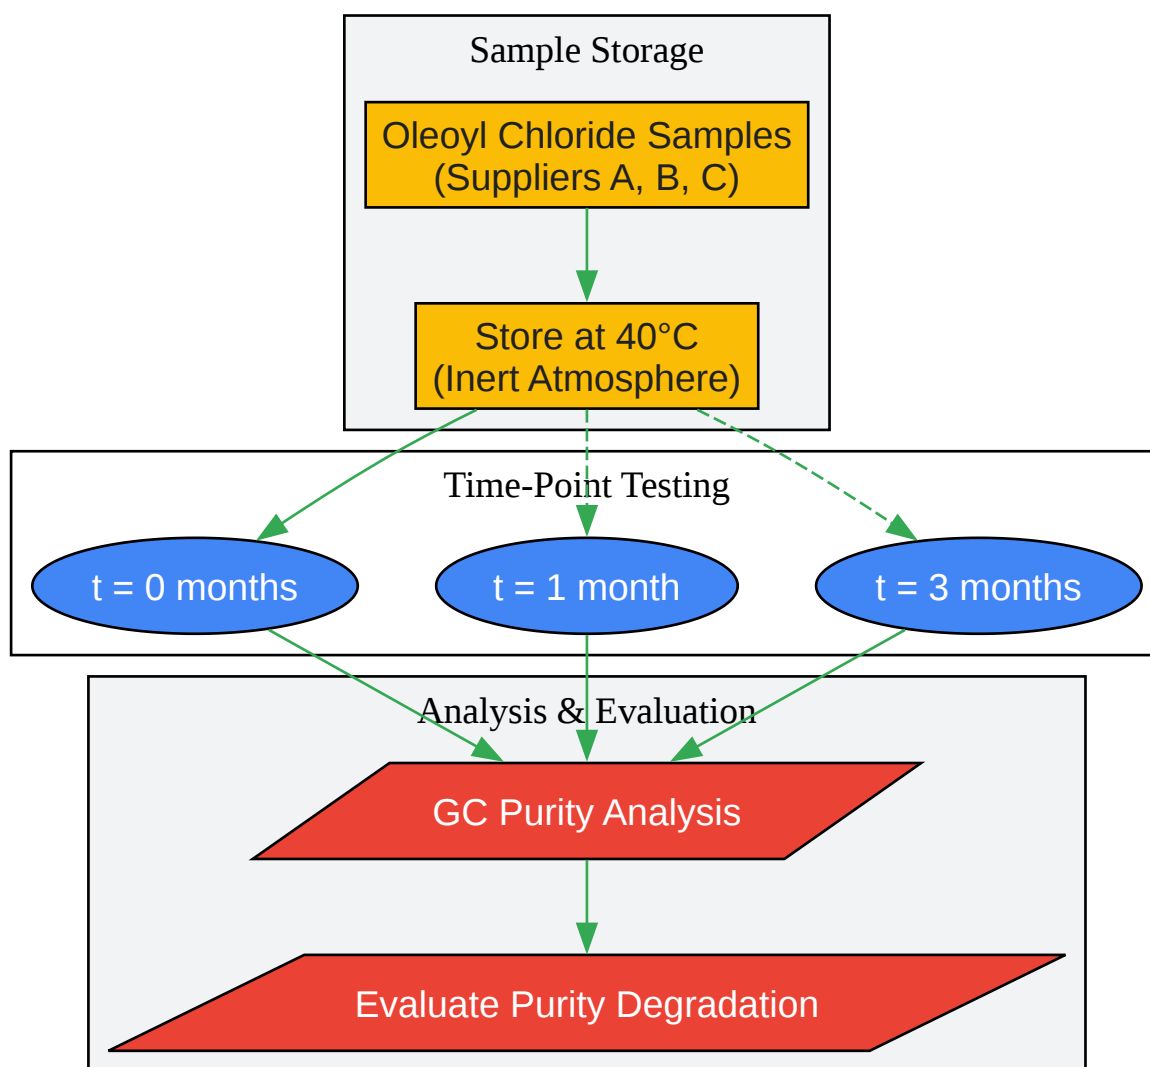 Sample Storage
Oleoyl Chloride Samples
(Suppliers A, B, C)
Store at 40°C
(Inert Atmosphere)
Time-Point Testing
t = 0 months
t = 1 month
t = 3 months
Analysis & Evaluation
GC Purity Analysis
Evaluate Purity Degradation